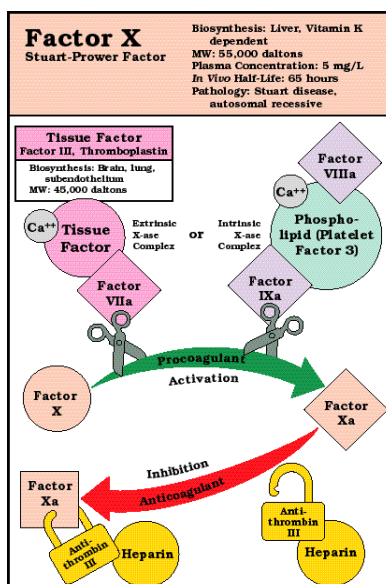 Factor X
Stuart-Prower Factor
Biosynthesis: Liver, Vitamin K
dependent
MW: 55,000 daltons
Plasma Concentration: 5 mg/L
In Vivo Half-Life: 65 hours
Pathology: Stuart disease,
autosomal recessive
Tissue Factor
Factor III, Thromboplastin
Biosynthesis: Brain, lung,
subendothelium
MW: 45,000 daltons
Ca++
Tissue
Factor
Factor
VIIa
Extrinsic
X-ase
Complex
or
Intrinsic
X-ase
Complex
Factor
VIIIa
Ca++
Phospho-
lipid (Platelet
Factor 3)
Factor
IXa
Procoagulant
Activation
Factor
X
Factor
Xa
Inhibition
Anticoagulant
Factor
Xa
Anti-
thrombin
III
Heparin
Anti-
thrombin
III
Heparin